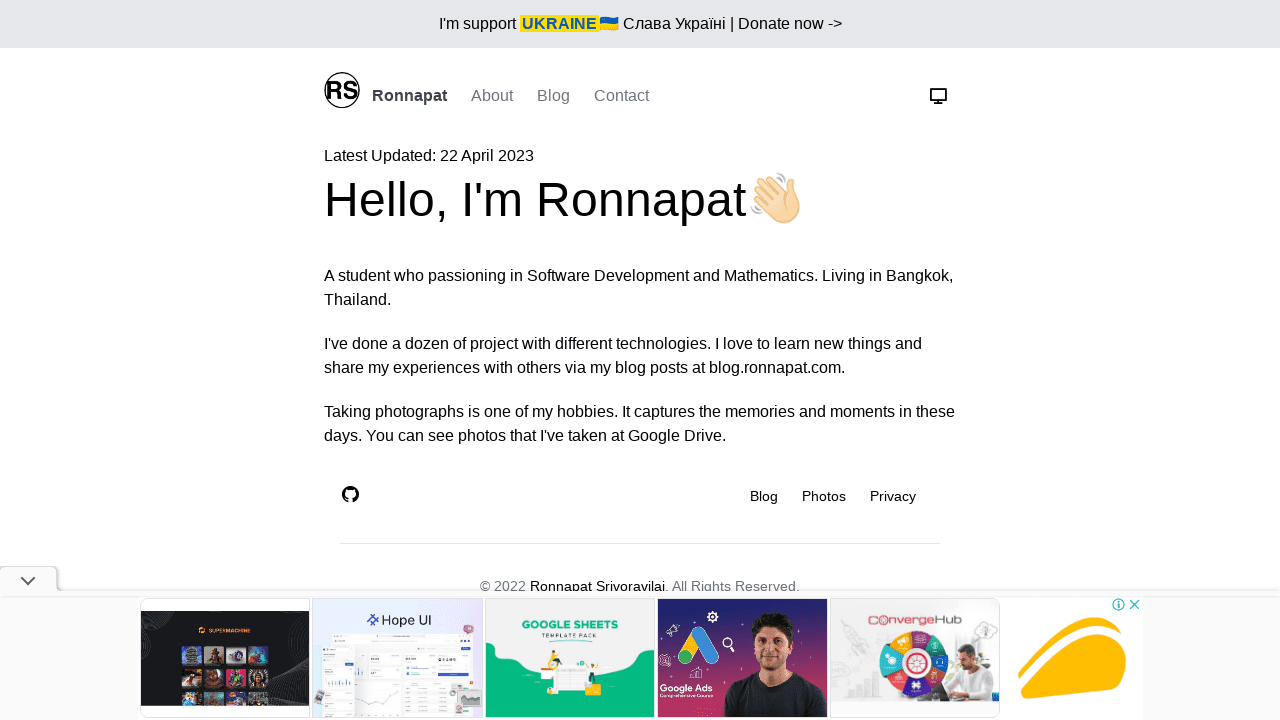 I'm support UKRAINE🇺🇦 Слава Україні | Donate now ->
RS Ronnapat About Blog Contact
Latest Updated: 22 April 2023
Hello, I'm Ronnapat👋🏻
A student who passioning in Software Development and Mathematics. Living in Bangkok,
Thailand.
I've done a dozen of project with different technologies. I love to learn new things and
share my experiences with others via my blog posts at blog.ronnapat.com.
Taking photographs is one of my hobbies. It captures the memories and moments in these
days. You can see photos that I've taken at Google Drive.
Blog Photos Privacy
© 2022 Ronnapat Srivoravilai. All Rights Reserved.
SUPERMACHINE
Hope UI
GOOGLE SHEETS
TEMPLATE PACK
Google Ads
Comprehensive Course
CONVERGEHUB